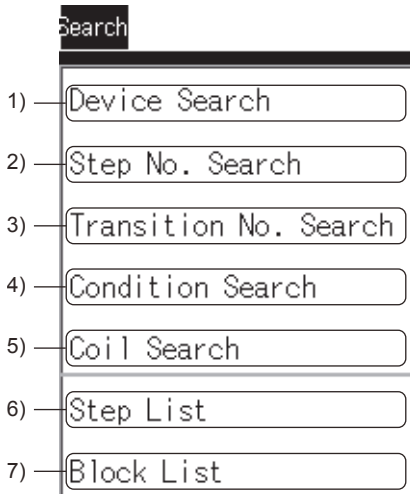 Search
1) Device Search
2) Step No. Search
3) Transition No. Search
4) Condition Search
5) Coil Search
6) Step List
7) Block List